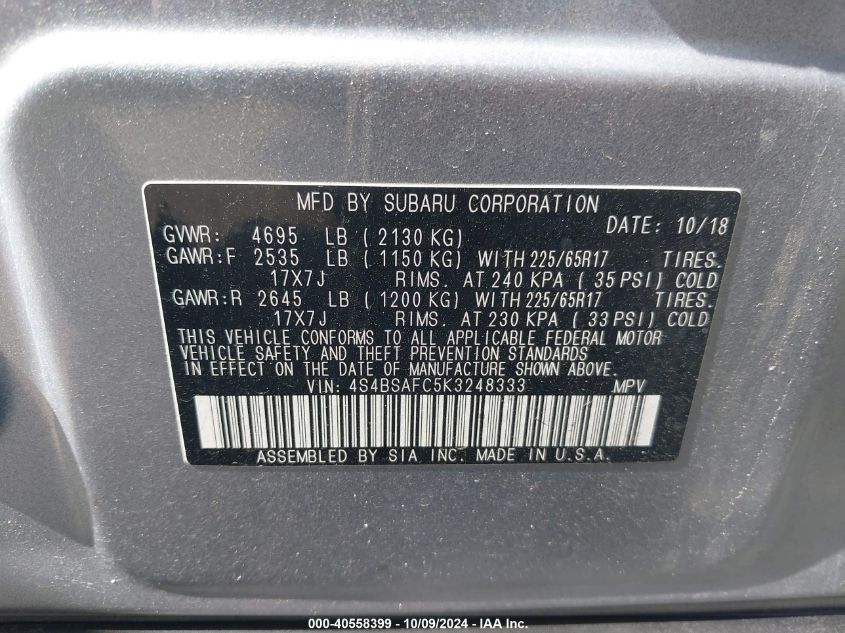 MFD BY SUBARU CORPORATION
DATE: 10/18
GVWR: 4695 LB (2130 KG)
GAWR:F 2535 LB (1150 KG) WITH 225/65R17 TIRES.
17X7J RIMS. AT 240 KPA (35 PSI) COLD
GAWR:R 2645 LB (1200 KG) WITH 225/65R17 TIRES.
17X7J RIMS. AT 230 KPA (33 PSI) COLD
THIS VEHICLE CONFORMS TO ALL APPLICABLE FEDERAL MOTOR
VEHICLE SAFETY AND THEFT PREVENTION STANDARDS
IN EFFECT ON THE DATE OF MANUFACTURE SHOWN ABOVE.
VIN: 4S4BSAFC5K3248333 MPV
ASSEMBLED BY SIA INC. MADE IN U.S.A.
000-40558399 - 10/09/2024 - IAA Inc.